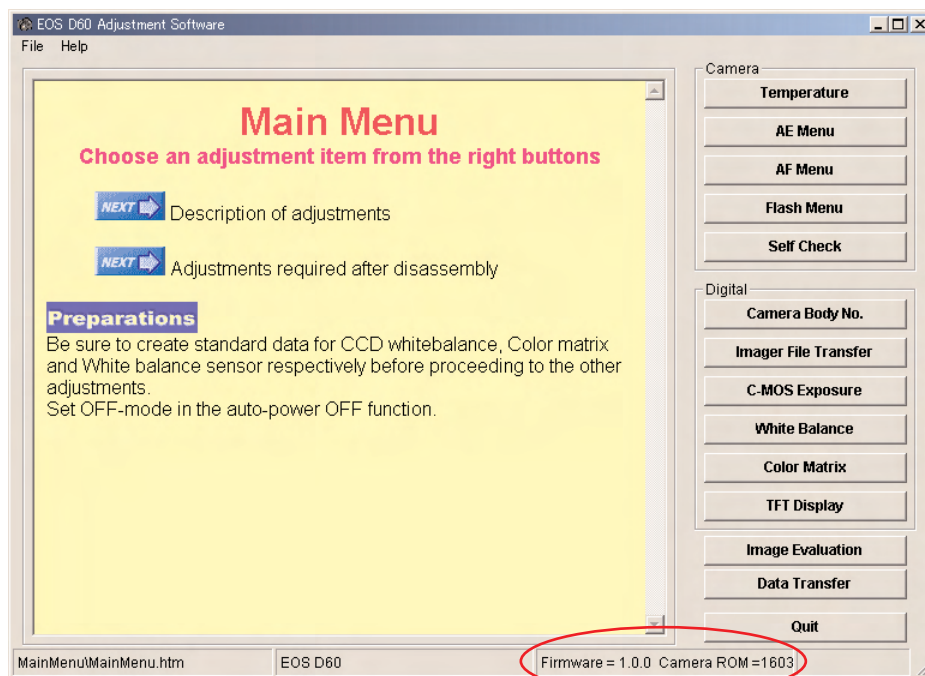 EOS D60 Adjustment Software
File Help
Main Menu
Choose an adjustment item from the right buttons
NEXT Description of adjustments
NEXT Adjustments required after disassembly
Preparations
Be sure to create standard data for CCD whitebalance, Color matrix
and White balance sensor respectively before proceeding to the other
adjustments.
Set OFF-mode in the auto-power OFF function.
Camera
Temperature
AE Menu
AF Menu
Flash Menu
Self Check
Digital
Camera Body No.
Imager File Transfer
C-MOS Exposure
White Balance
Color Matrix
TFT Display
Image Evaluation
Data Transfer
Quit
MainMenu\MainMenu.htm
EOS D60
Firmware = 1.0.0 Camera ROM =1603